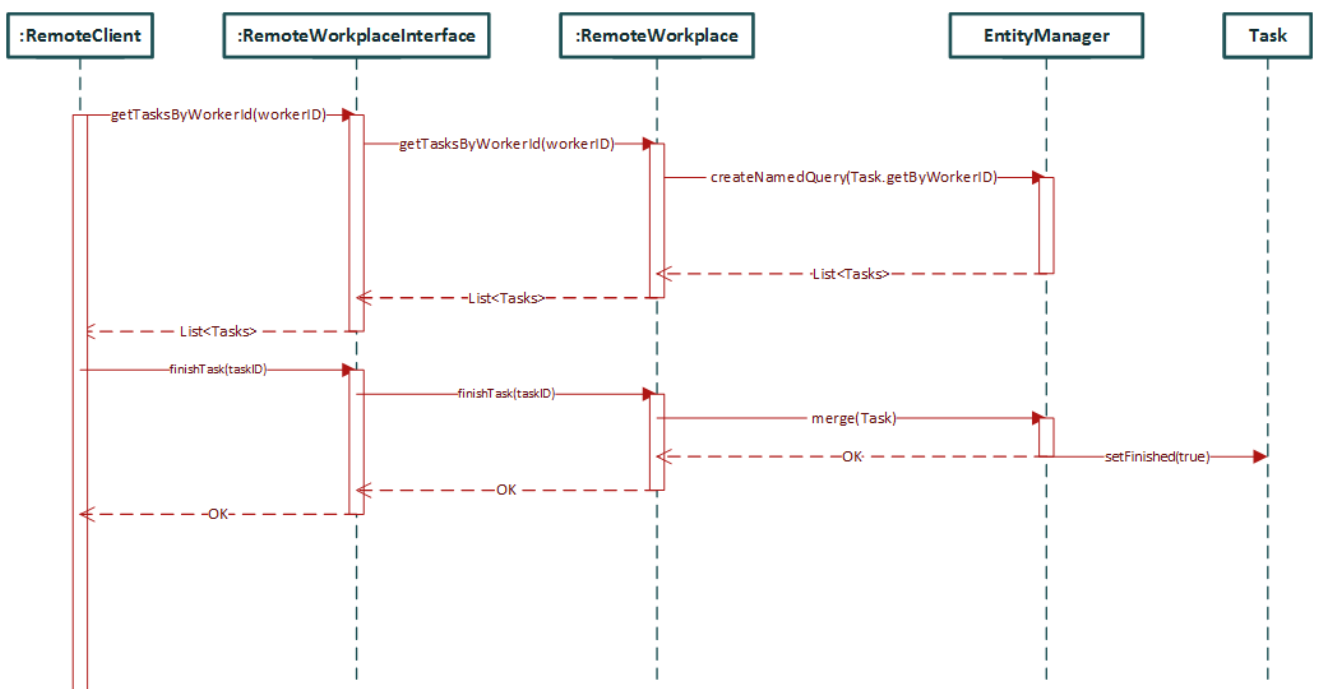 :RemoteClient
:RemoteWorkplaceInterface
:RemoteWorkplace
EntityManager
Task
getTasksByWorkerId(workerID)
getTasksByWorkerId(workerID)
createNamedQuery(Task.getByWorkerID)
List<Tasks>
List<Tasks>
List<Tasks>
finishTask(taskID)
finishTask(taskID)
merge(Task)
OK
setFinished(true)
OK
OK